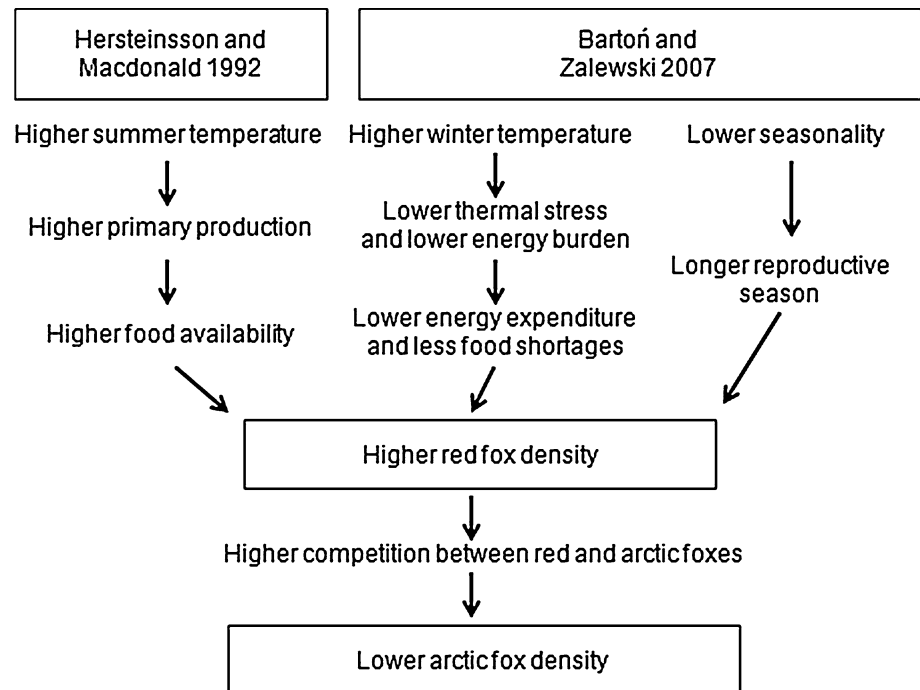 Hersteinsson and
Macdonald 1992
Bartoń and
Zalewski 2007
Higher summer temperature
Higher primary production
Higher food availability
Higher winter temperature
Lower thermal stress
and lower energy burden
Lower energy expenditure
and less food shortages
Lower seasonality
Longer reproductive
season
Higher red fox density
Higher competition between red and arctic foxes
Lower arctic fox density